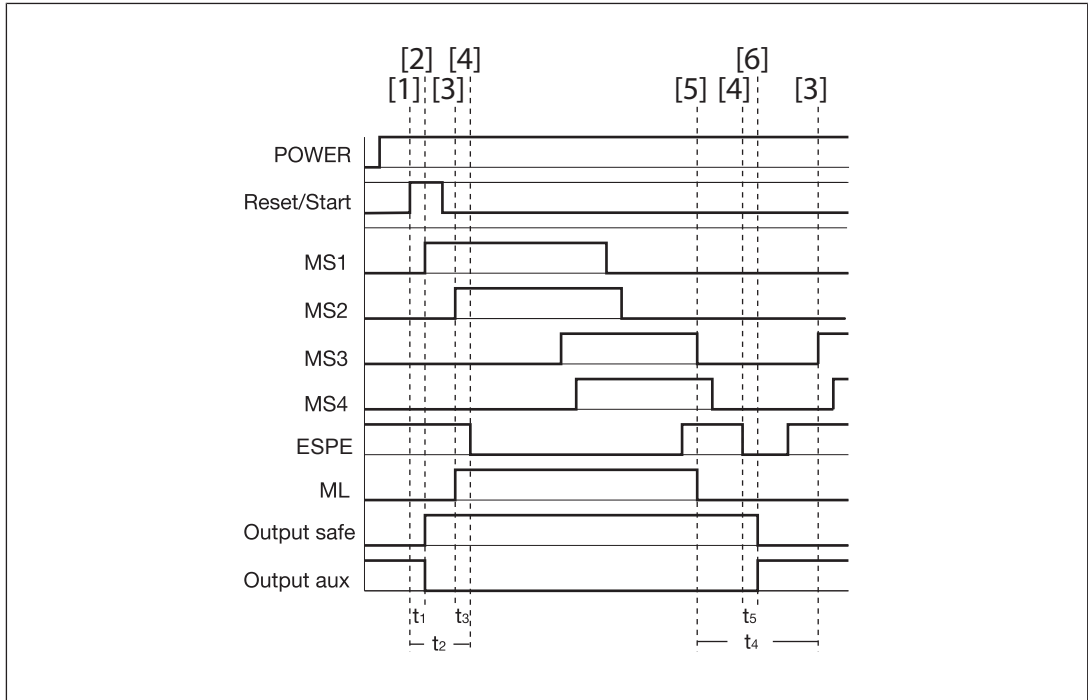 [2] [4] [6]
[1] [3] [5] [4] [3]
POWER
Reset/Start
MS1
MS2
MS3
MS4
ESPE
ML
Output safe
Output aux
t1 t3 t5
t2 t4